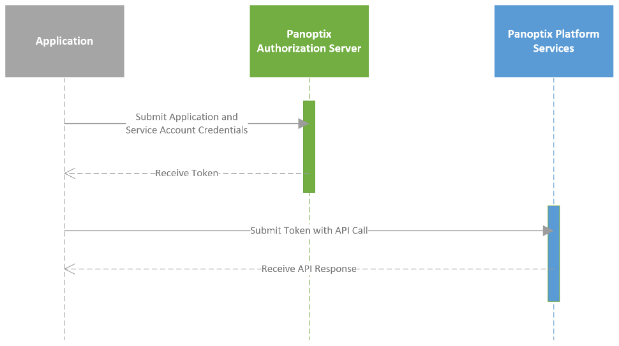 Application
Panoptix
Authorization Server
Panoptix Platform
Services
Submit Application and
Service Account Credentials
Receive Token
Submit Token with API Call
Receive API Response